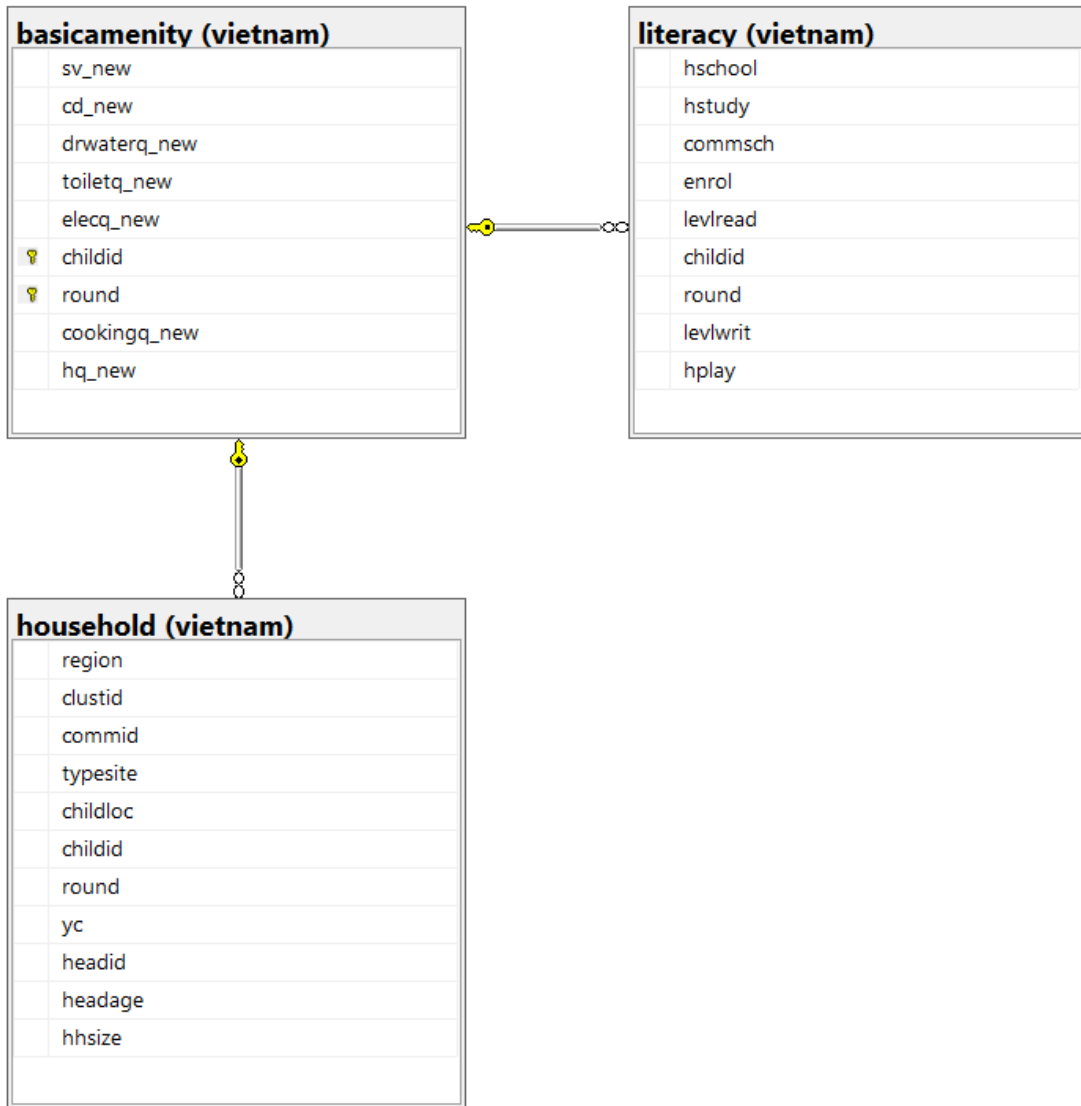 basicamenity (vietnam)
sv_new
cd_new
drwaterq_new
toiletq_new
elecq_new
childid
round
cookingq_new
hq_new
literacy (vietnam)
hschool
hstudy
commsch
enrol
levlread
childid
round
levlwrit
hplay
household (vietnam)
region
clustid
commid
typesite
childloc
childid
round
yc
headid
headage
hhsize